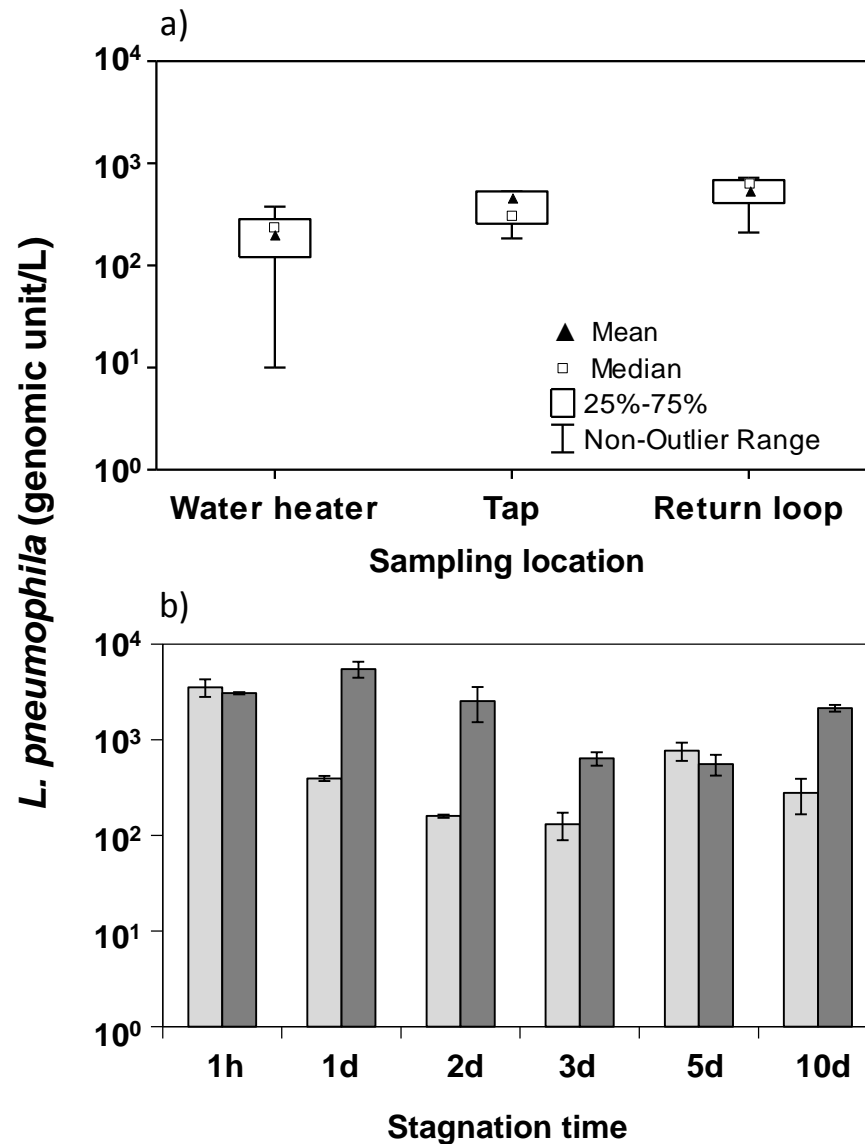 a)
10⁴
10³
10²
10¹
10⁰
▲ Mean
□ Median
25%-75%
Non-Outlier Range
Water heater Tap Return loop
Sampling location
L. pneumophila (genomic unit/L)
b)
10⁴
10³
10²
10¹
10⁰
1h 1d 2d 3d 5d 10d
Stagnation time